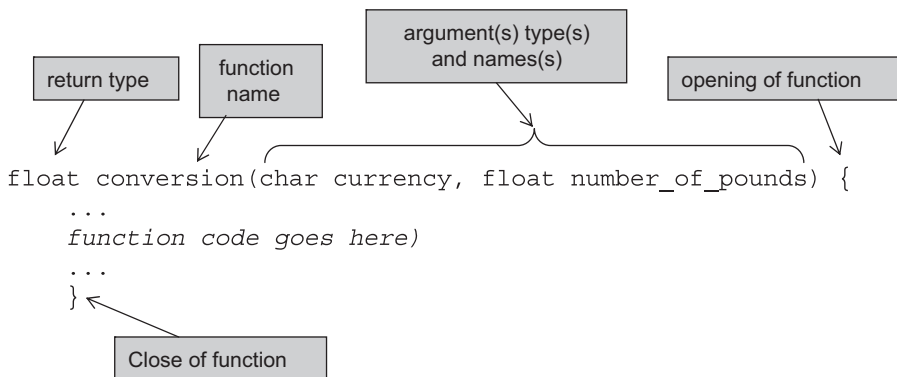 argument(s) type(s)
and names(s)
return type
function
name
opening of function
float conversion(char currency, float number_of_pounds) {
...
function code goes here)
...
}
Close of function